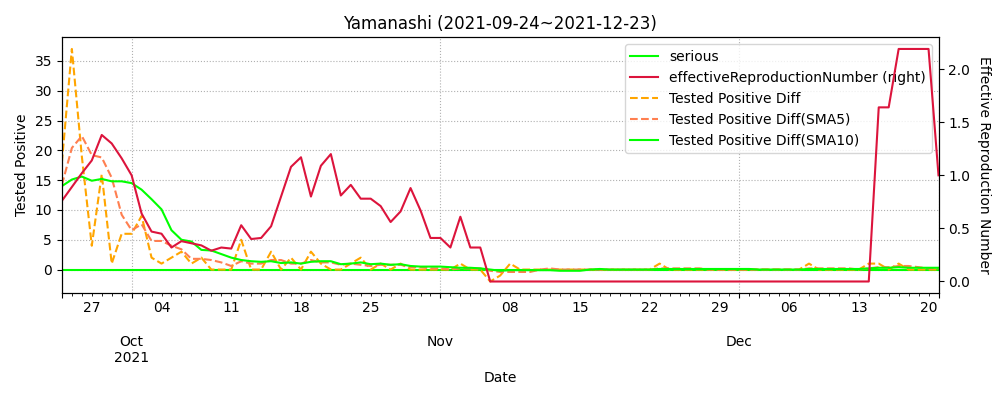 Yamanashi (2021-09-24~2021-12-23)
serious
effectiveReproductionNumber (right)
Tested Positive Diff
Tested Positive Diff(SMA5)
Tested Positive Diff(SMA10)
Tested Positive
35
30
25
20
15
10
5
0
2.0
1.5
1.0
0.5
0.0
Effective Reproduction Number
27 04 11 18 25 08 15 22 29 06 13 20
Oct Nov Dec
2021
Date